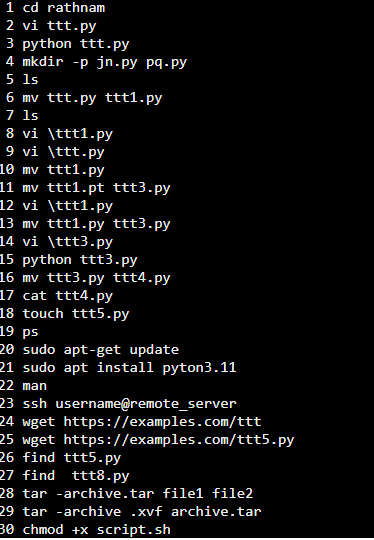 1 cd rathnam
2 vi ttt.py
3 python ttt.py
4 mkdir -p jn.py pq.py
5 ls
6 mv ttt.py ttt1.py
7 ls
8 vi \ttt1.py
9 vi \ttt.py
10 mv ttt1.py
11 mv ttt1.pt ttt3.py
12 vi \ttt1.py
13 mv ttt1.py ttt3.py
14 vi \ttt3.py
15 python ttt3.py
16 mv ttt3.py ttt4.py
17 cat ttt4.py
18 touch ttt5.py
19 ps
20 sudo apt-get update
21 sudo apt install pyton3.11
22 man
23 ssh username@remote_server
24 wget https://examples.com/ttt
25 wget https://examples.com/ttt5.py
26 find ttt5.py
27 find  ttt8.py
28 tar -archive.tar file1 file2
29 tar -archive .xvf archive.tar
30 chmod +x script.sh